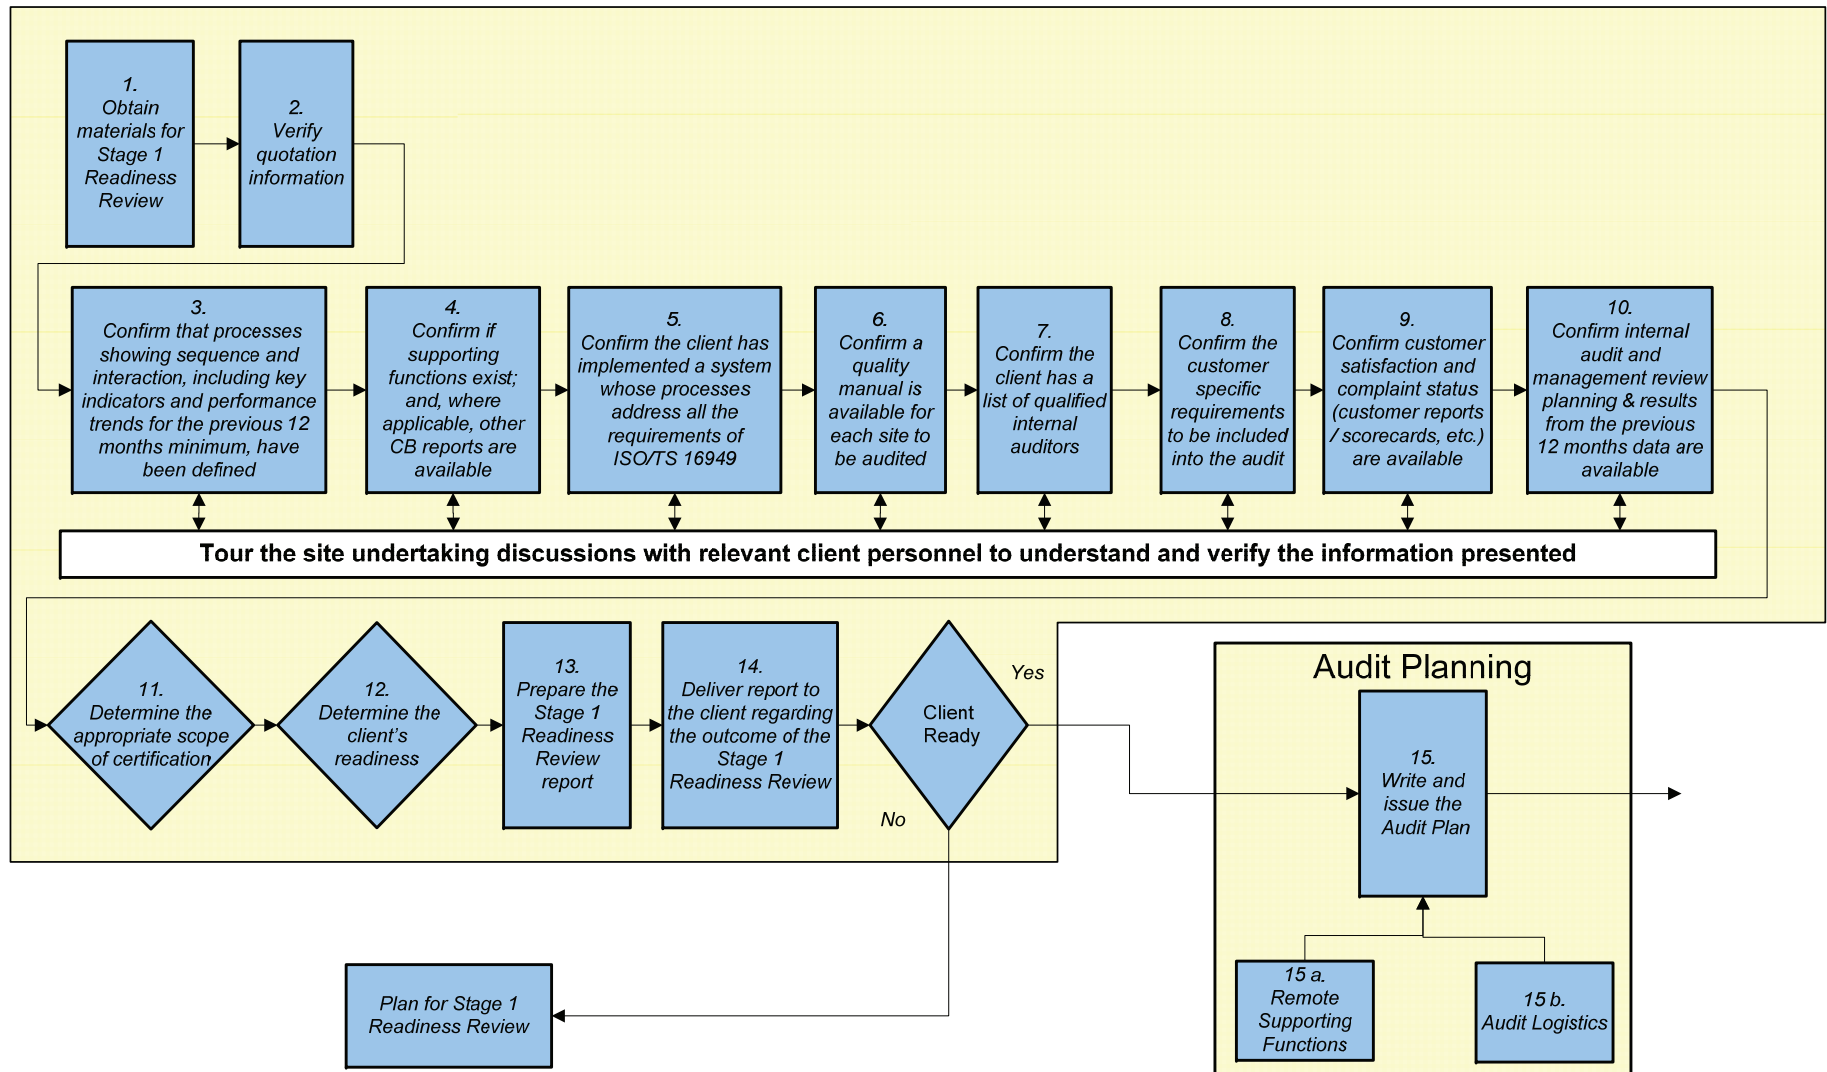 1.
Obtain
materials for
Stage 1
Readiness
Review
2.
Verify
quotation
information
3.
Confirm that processes
showing sequence and
interaction, including key
indicators and performance
trends for the previous 12
months minimum, have
been defined
4.
Confirm if
supporting
functions exist;
and, where
applicable, other
CB reports are
available
5.
Confirm the client has
implemented a system
whose processes
address all the
requirements of
ISO/TS 16949
6.
Confirm a
quality
manual is
available for
each site to
be audited
7.
Confirm the
client has a
list of qualified
internal
auditors
8.
Confirm the
customer
specific
requirements
to be included
into the audit
9.
Confirm customer
satisfaction and
complaint status
(customer reports
/ scorecards, etc.)
are available
10.
Confirm internal
audit and
management review
planning & results
from the previous
12 months data are
available
Tour the site undertaking discussions with relevant client personnel to understand and verify the information presented
11.
Determine the
appropriate scope
of certification
12.
Determine the
client's
readiness
13.
Prepare the
Stage 1
Readiness
Review
report
14.
Deliver report to
the client regarding
the outcome of the
Stage 1
Readiness Review
Client
Ready
Yes
No
Plan for Stage 1
Readiness Review
Audit Planning
15.
Write and
issue the
Audit Plan
15 a.
Remote
Supporting
Functions
15 b.
Audit Logistics